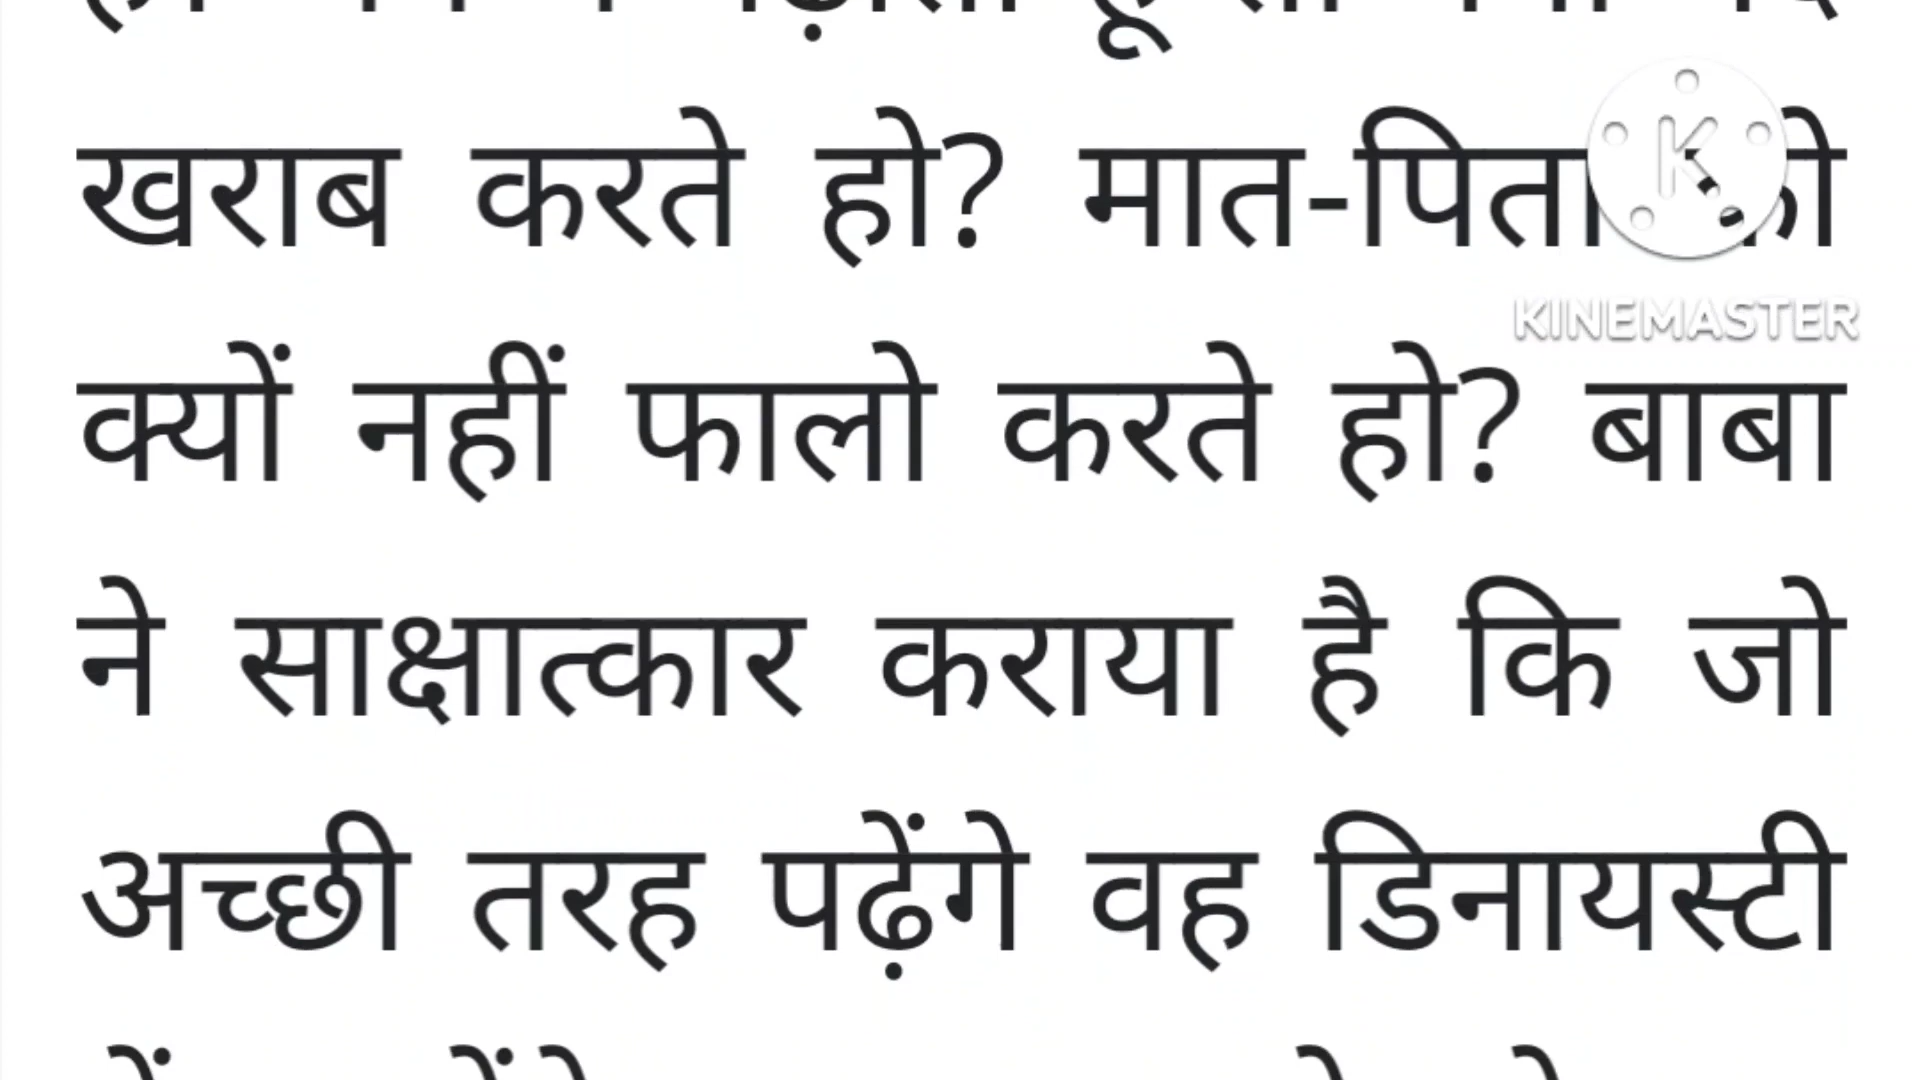 खराब करते हो? मात-पिता को
KINEMASTER
क्यों नहीं फालो करते हो? बाबा
ने साक्षात्कार कराया है कि जो
अच्छी तरह पढ़ेंगे वह डिनायस्टी